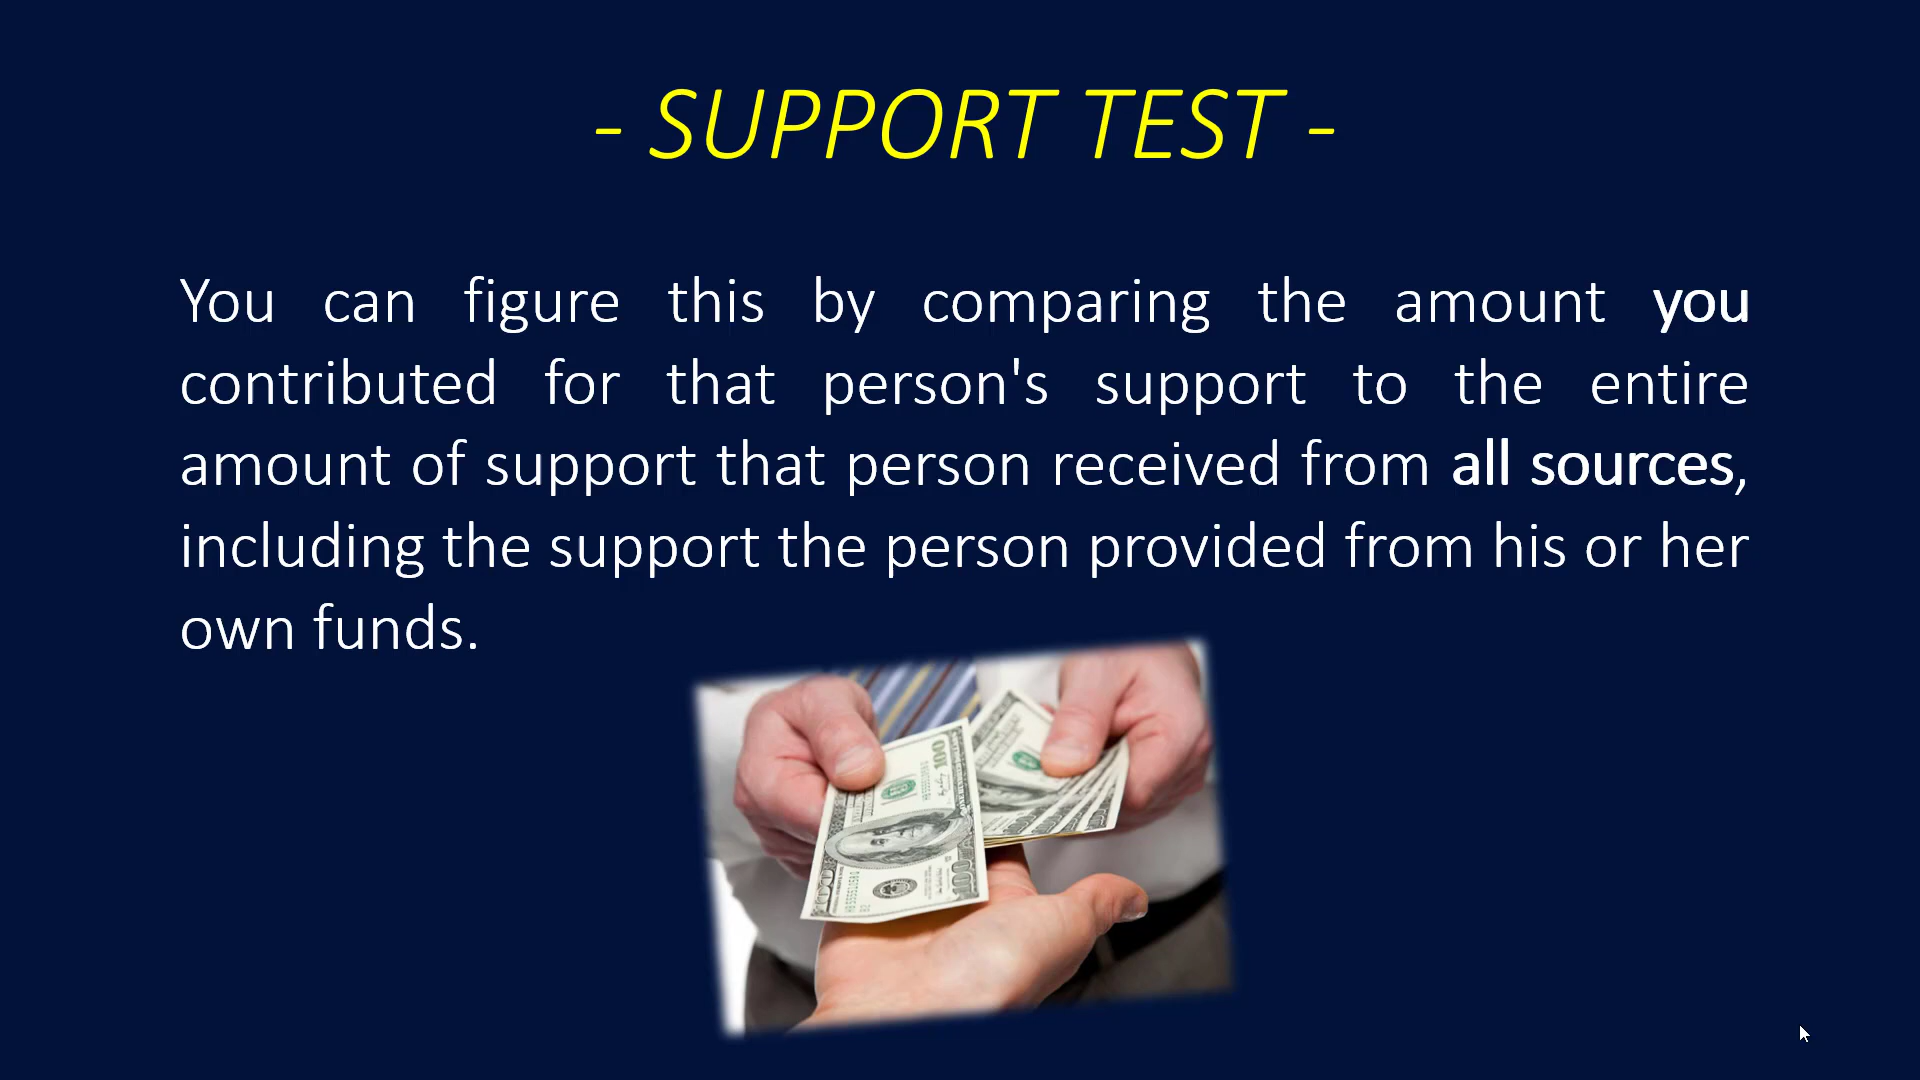 - SUPPORT TEST -
You can figure this by comparing the amount you
contributed for that person's support to the entire
amount of support that person received from all sources,
including the support the person provided from his or her
own funds.
100
100